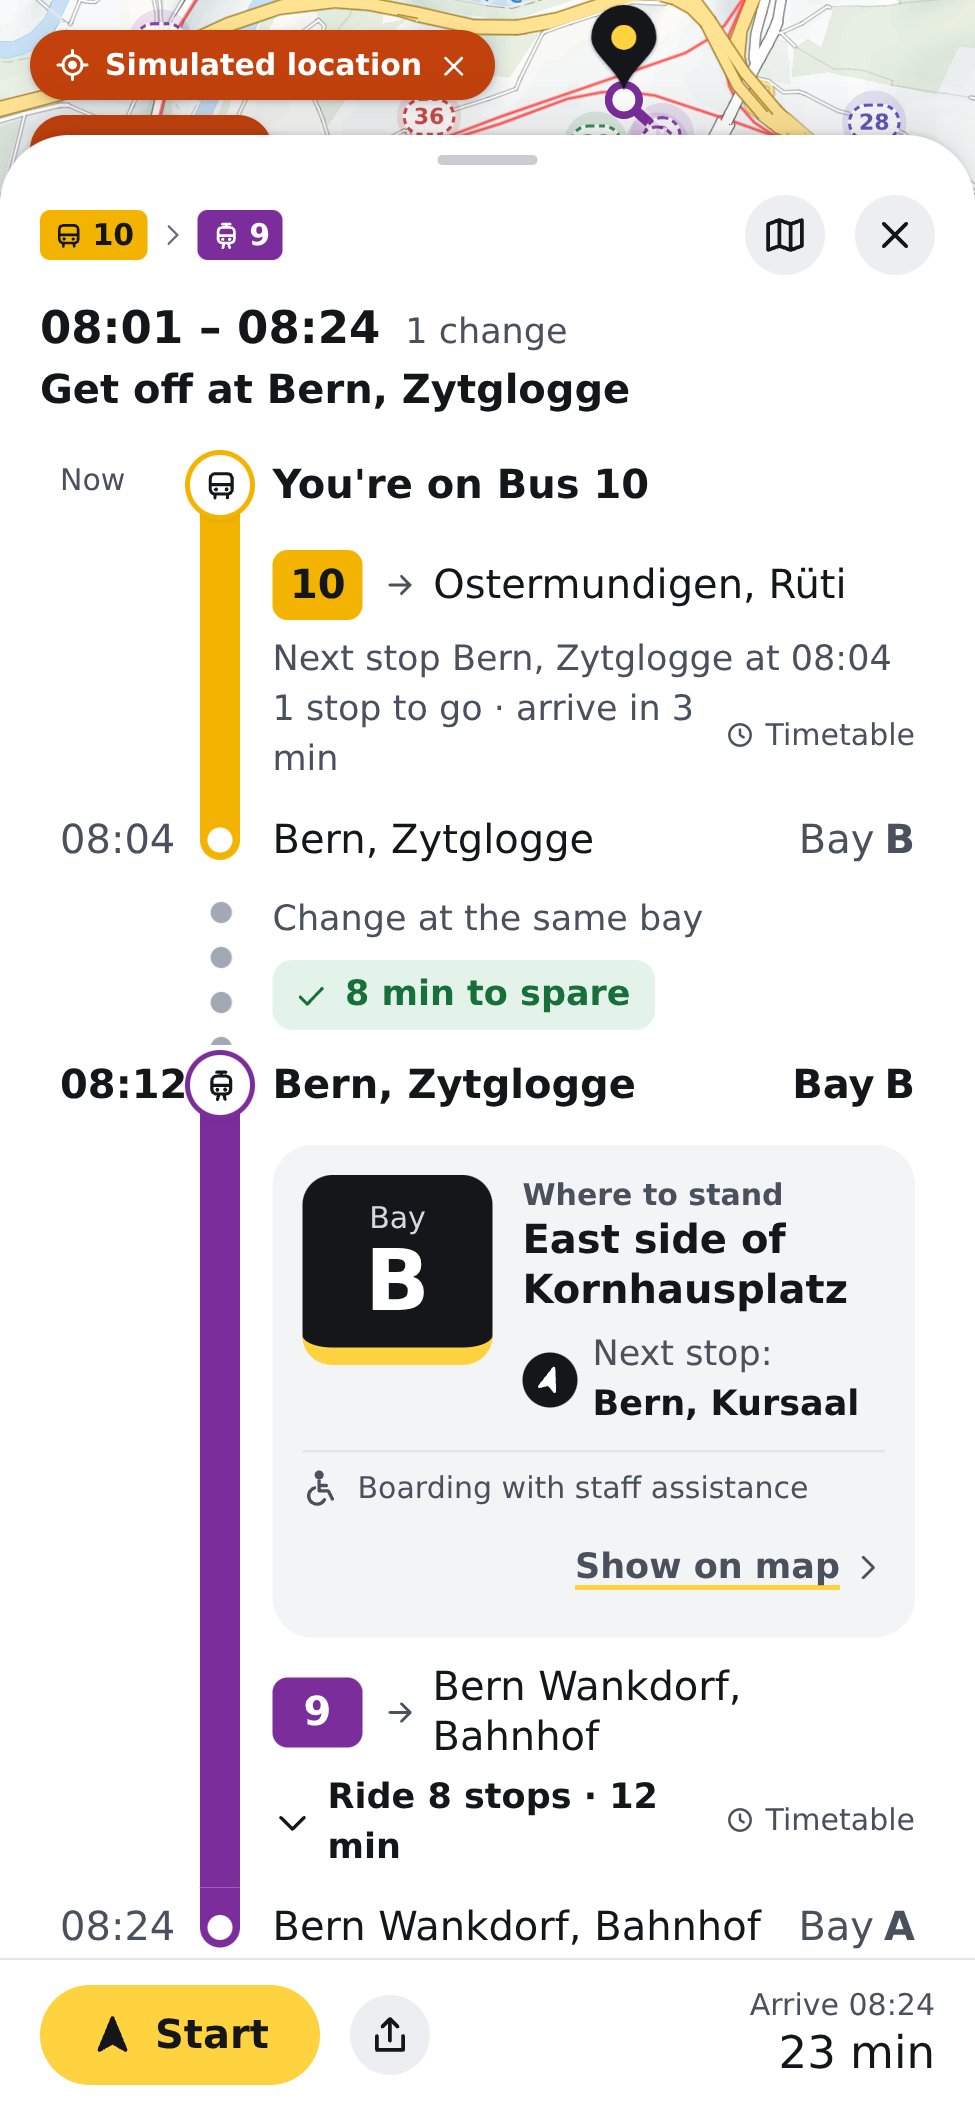 Simulated location
36
28
10
9
08:01 – 08:24 1 change
Get off at Bern, Zytglogge
Now
You're on Bus 10
10 → Ostermundigen, Rüti
Next stop Bern, Zytglogge at 08:04
1 stop to go · arrive in 3
min
Timetable
08:04 Bern, Zytglogge Bay B
Change at the same bay
8 min to spare
08:12 Bern, Zytglogge Bay B
Bay
B
Where to stand
East side of
Kornhausplatz
Next stop:
Bern, Kursaal
Boarding with staff assistance
Show on map
9 → Bern Wankdorf,
Bahnhof
Ride 8 stops · 12
min
Timetable
08:24 Bern Wankdorf, Bahnhof Bay A
Start
Arrive 08:24
23 min